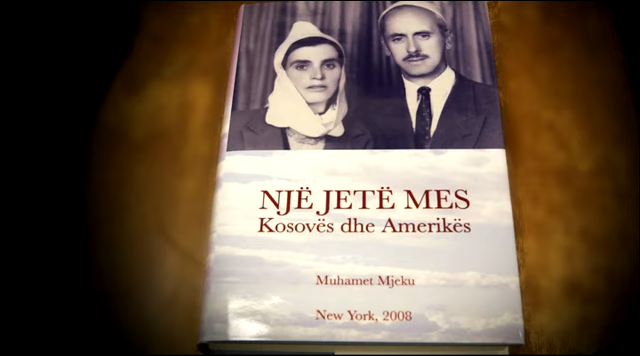 NJË JETË MES
Kosovës dhe Amerikës
Muhamet Mjeku
New York, 2008